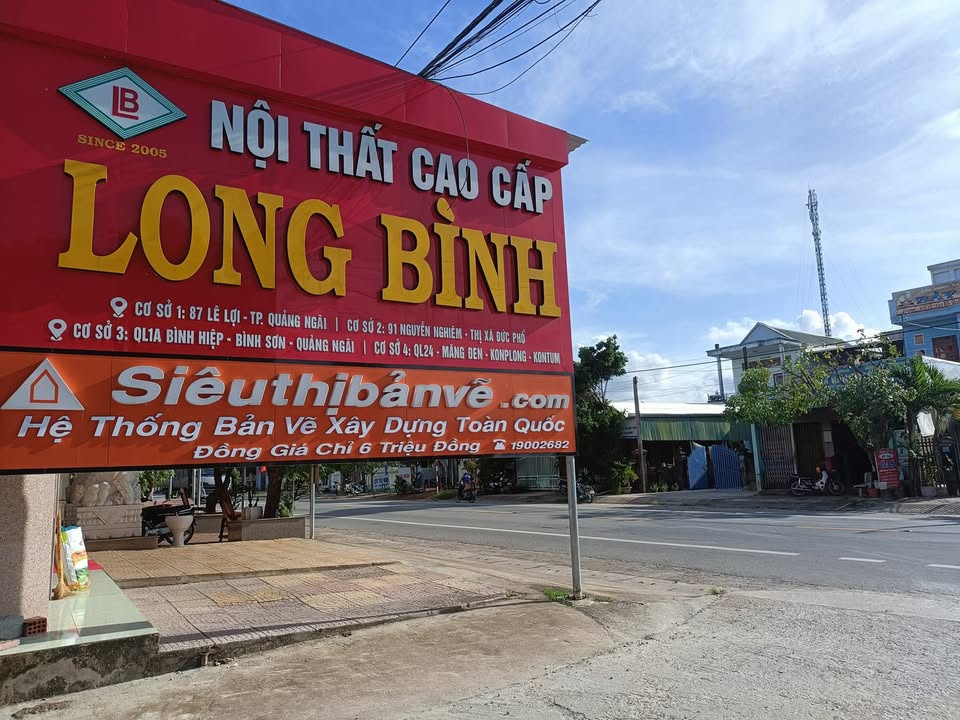 LB
SINCE 2005
NỘI THẤT CAO CẤP
LONG BÌNH
CƠ SỞ 1: 87 LÊ LỢI - TP. QUẢNG NGÃI | CƠ SỞ 2: 91 NGUYỄN NGHIÊM - THỊ XÃ ĐỨC PHỔ
CƠ SỞ 3: QL1A BÌNH HIỆP - BÌNH SƠN - QUẢNG NGÃI | CƠ SỞ 4: QL24 - MĂNG ĐEN - KONPLONG - KONTUM
Siêuthịbảnvẽ.com
Hệ Thống Bản Vẽ Xây Dựng Toàn Quốc
Đồng Giá Chỉ 6 Triệu Đồng ☎ 19002682